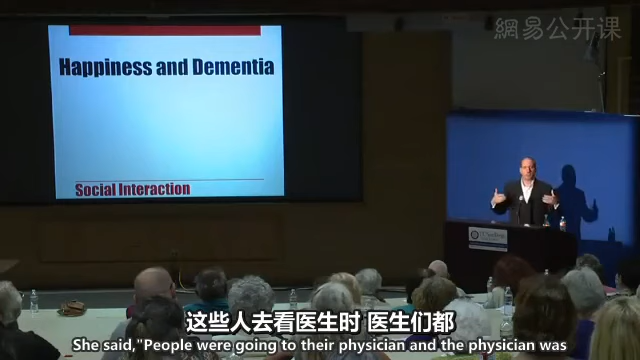 網易公开课
Happiness and Dementia
Social Interaction
这些人去看医生时 医生们都
She said,"People were going to their physician and the physician was